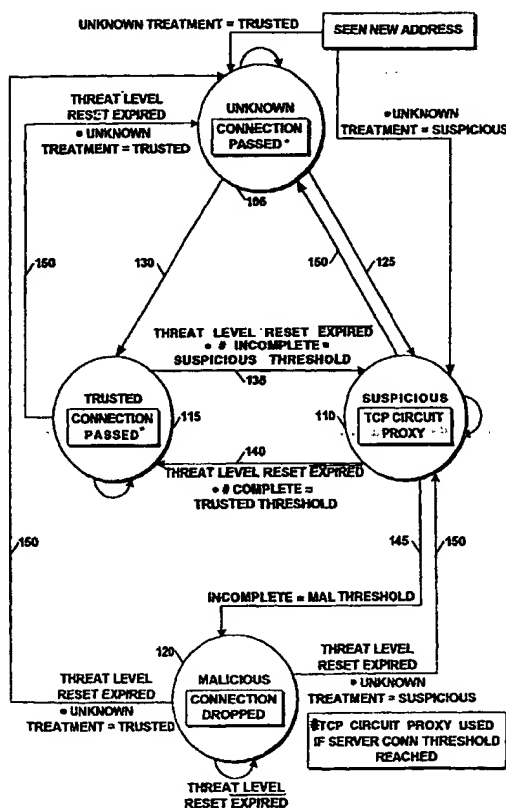 UNKNOWN TREATMENT = TRUSTED
SEEN NEW ADDRESS
THREAT LEVEL
RESET EXPIRED
• UNKNOWN
TREATMENT = TRUSTED
UNKNOWN
CONNECTION
PASSED*
105
• UNKNOWN
TREATMENT = SUSPICIOUS
150
130
150
125
THREAT LEVEL RESET EXPIRED
• # INCOMPLETE =
SUSPICIOUS THRESHOLD
135
TRUSTED
CONNECTION
PASSED*
115
SUSPICIOUS
TCP CIRCUIT
PROXY
110
140
THREAT LEVEL RESET EXPIRED
• # COMPLETE =
TRUSTED THRESHOLD
150
145
150
INCOMPLETE = MAL THRESHOLD
120
MALICIOUS
CONNECTION
DROPPED
THREAT LEVEL
RESET EXPIRED
• UNKNOWN
TREATMENT = TRUSTED
THREAT LEVEL
RESET EXPIRED
• UNKNOWN
TREATMENT = SUSPICIOUS
THREAT LEVEL
RESET EXPIRED
*TCP CIRCUIT PROXY USED
IF SERVER CONN THRESHOLD
REACHED